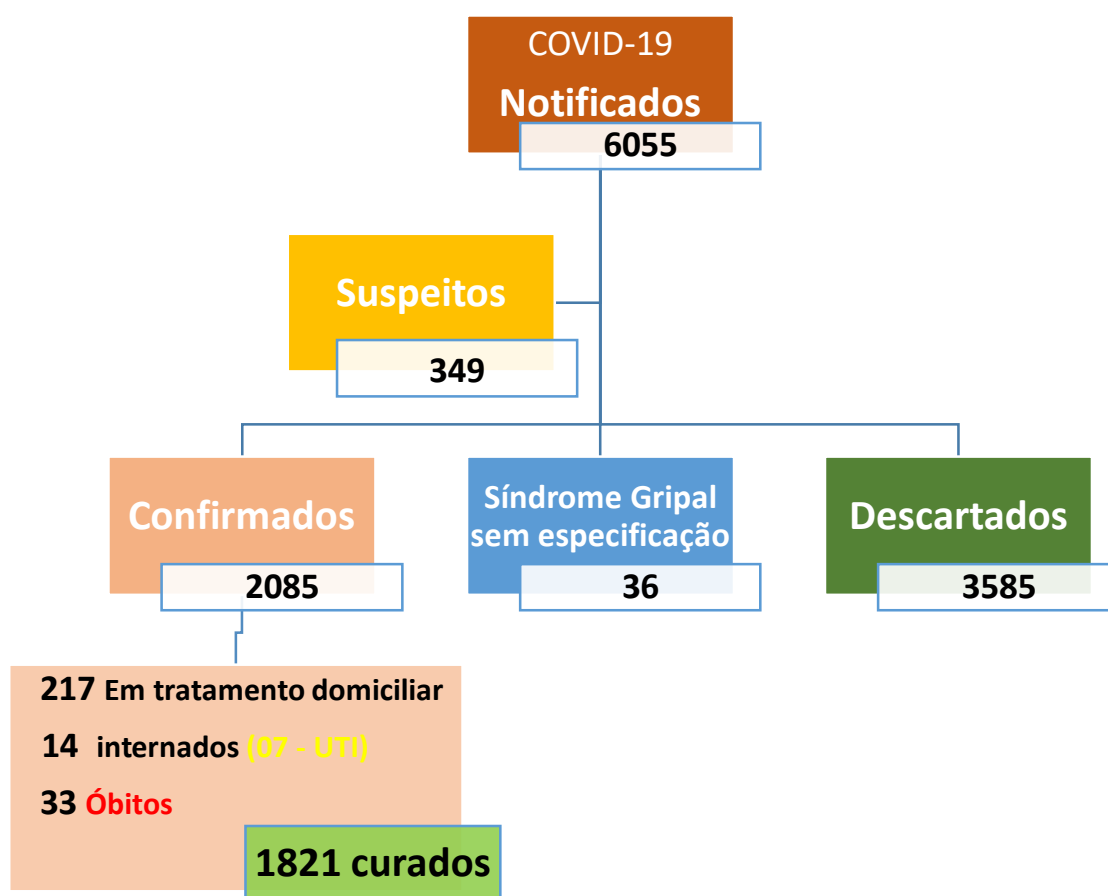 COVID-19
Notificados
6055
Suspeitos
349
Confirmados
2085
Síndrome Gripal
sem especificação
36
Descartados
3585
217 Em tratamento domiciliar
14 internados (07 - UTI)
33 Óbitos
1821 curados